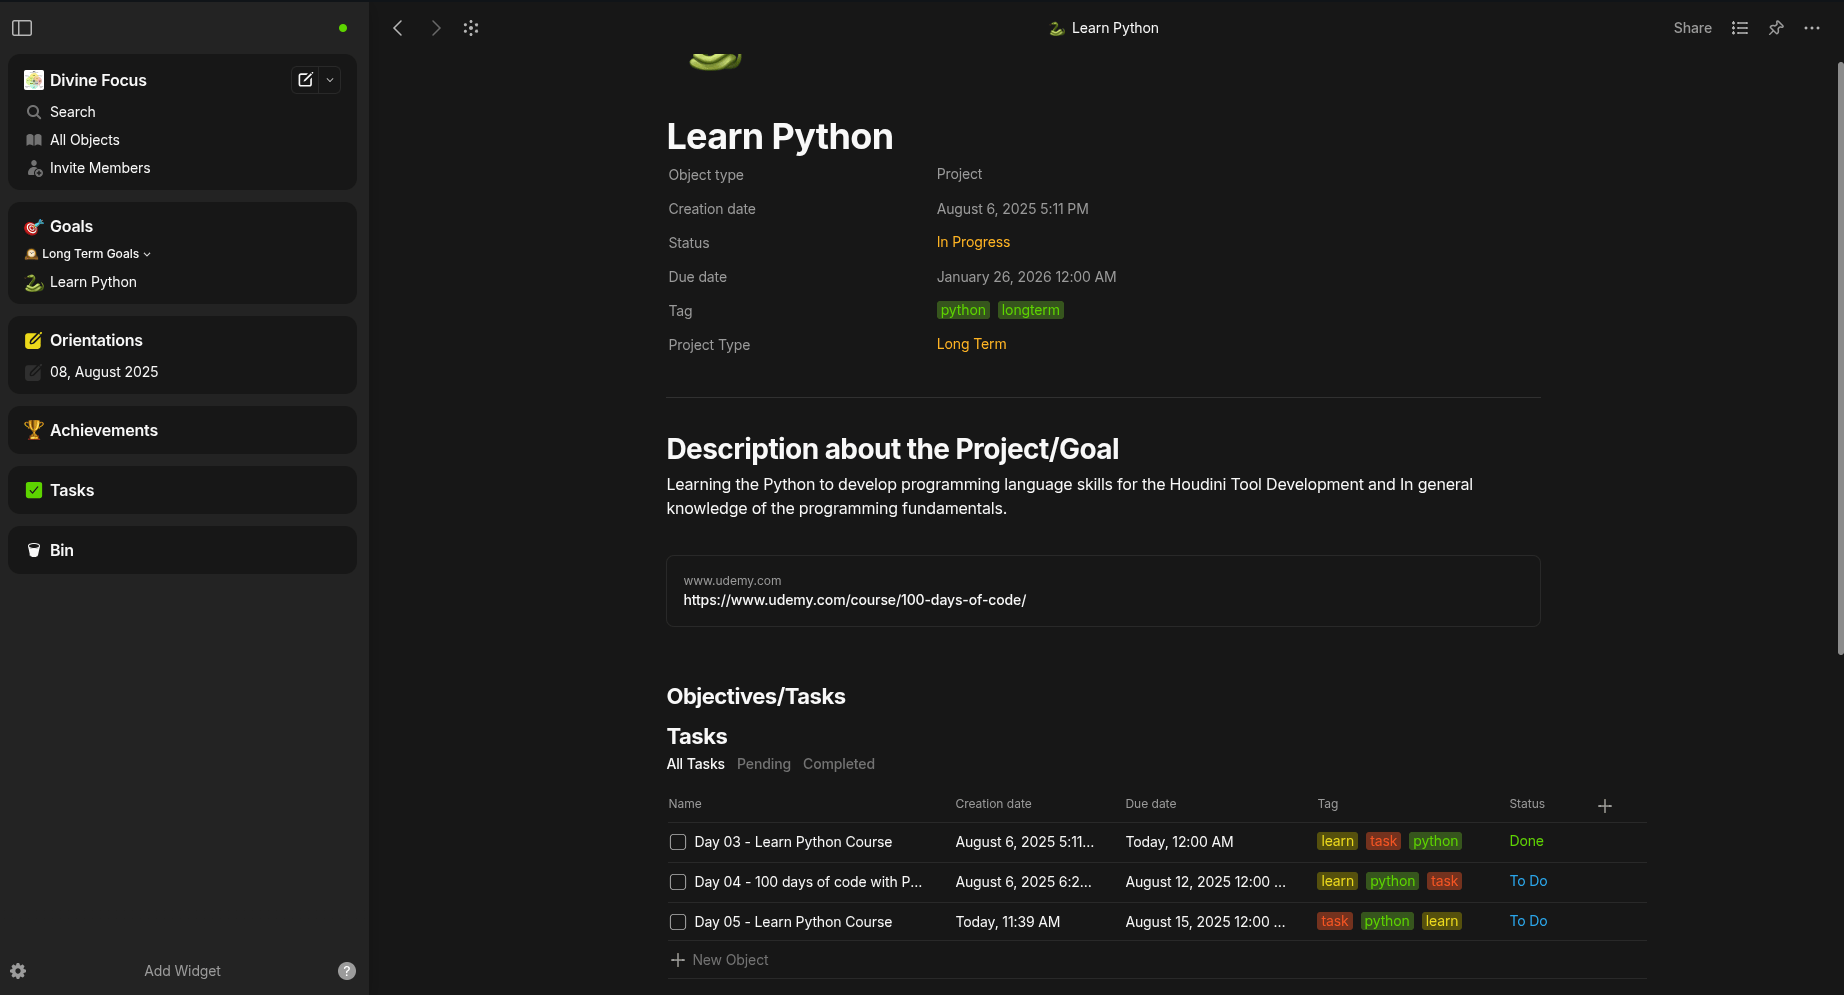 Learn Python
Share
Divine Focus
Search
All Objects
Invite Members
Goals
Long Term Goals
Learn Python
Orientations
08, August 2025
Achievements
Tasks
Bin
Add Widget
?
Learn Python
Object type Project
Creation date August 6, 2025 5:11 PM
Status In Progress
Due date January 26, 2026 12:00 AM
Tag python longterm
Project Type Long Term
Description about the Project/Goal
Learning the Python to develop programming language skills for the Houdini Tool Development and In general
knowledge of the programming fundamentals.
www.udemy.com
https://www.udemy.com/course/100-days-of-code/
Objectives/Tasks
Tasks
All Tasks Pending Completed
Name Creation date Due date Tag Status
Day 03 - Learn Python Course August 6, 2025 5:11... Today, 12:00 AM learn task python Done
Day 04 - 100 days of code with P... August 6, 2025 6:2... August 12, 2025 12:00 ... learn python task To Do
Day 05 - Learn Python Course Today, 11:39 AM August 15, 2025 12:00 ... task python learn To Do
New Object